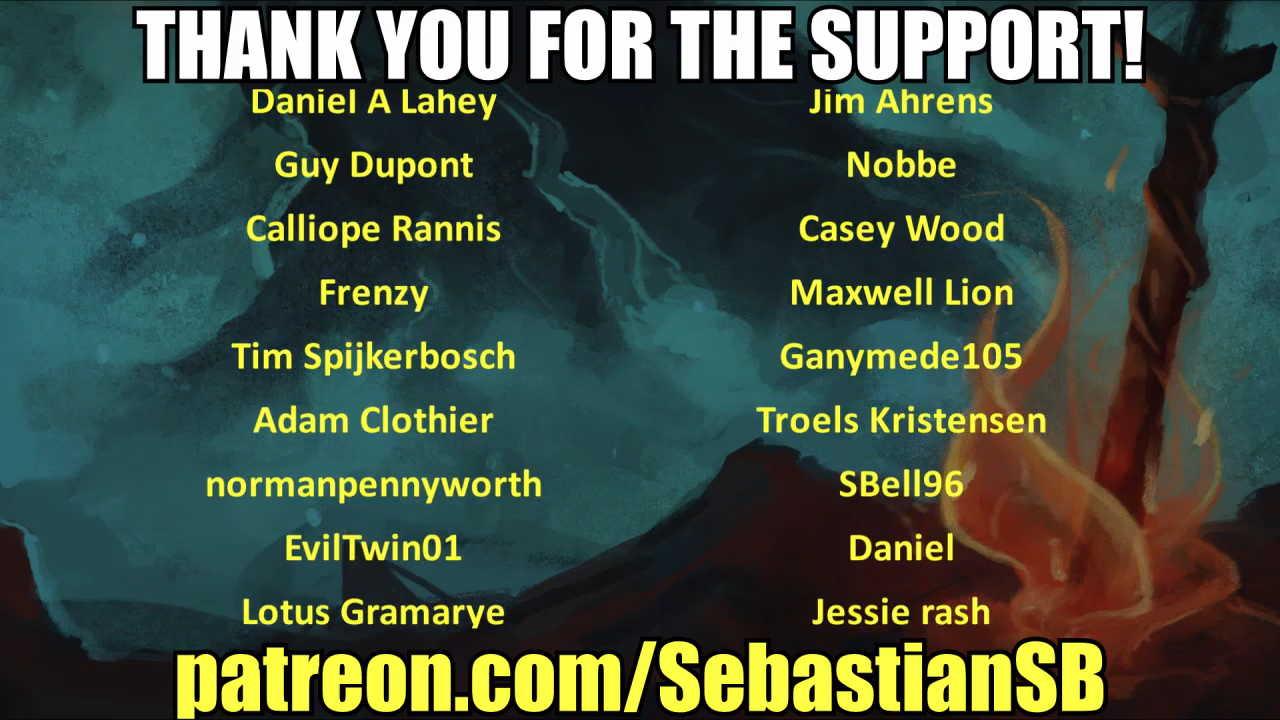 THANK YOU FOR THE SUPPORT!
Daniel A Lahey
Jim Ahrens
Guy Dupont
Nobbe
Calliope Rannis
Casey Wood
Frenzy
Maxwell Lion
Tim Spijkerbosch
Ganymede105
Adam Clothier
Troels Kristensen
normanpennyworth
SBell96
EvilTwin01
Daniel
Lotus Gramarye
Jessie rash
patreon.com/SebastianSB